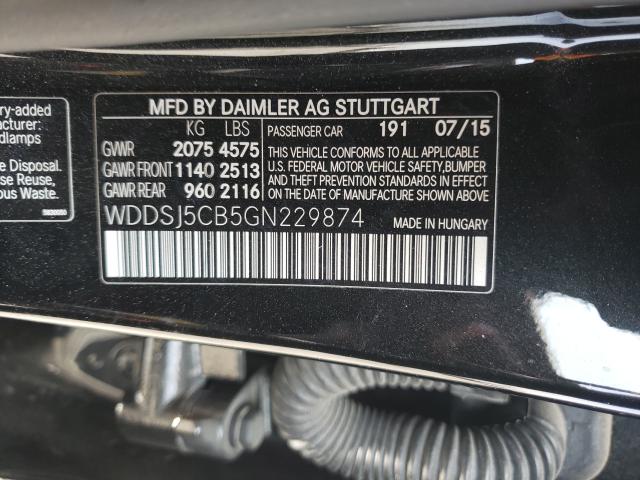 ry-added
arning:
adlamps
e Disposal.
se Reuse,
ous Waste.
MFD BY DAIMLER AG STUTTGART
KG LBS PASSENGER CAR 191 07/15
GVWR 2075 4575
GAWR FRONT 1140 2513
GAWR REAR 960 2116
THIS VEHICLE CONFORMS TO ALL APPLICABLE
U.S. FEDERAL MOTOR VEHICLE SAFETY, BUMPER
AND THEFT PREVENTION STANDARDS IN EFFECT
ON THE DATE OF MANUFACTURE SHOWN ABOVE
WDDSJ5CB5GN229874
MADE IN HUNGARY